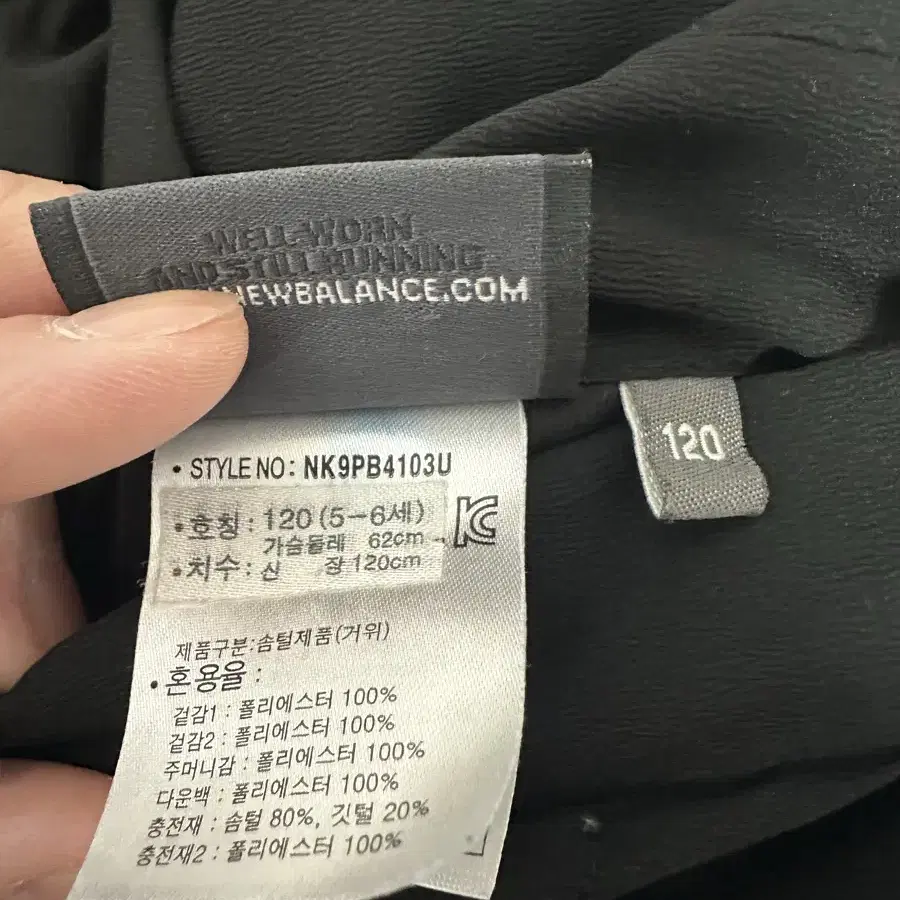 WELL-WORN
AND STILL RUNNING
NEWBALANCE.COM
120
• STYLE NO: NK9PB4103U
• 호칭 : 120 (5-6세)
가슴둘레 62cm
• 치수 : 신 장 120cm
제품구분:솜털제품(거위)
• 혼용율 :
겉감1 : 폴리에스터 100%
겉감2 : 폴리에스터 100%
주머니감 : 폴리에스터 100%
다운백 : 폴리에스터 100%
충전재 : 솜털 80%, 깃털 20%
충전재2 : 폴리에스터 100%